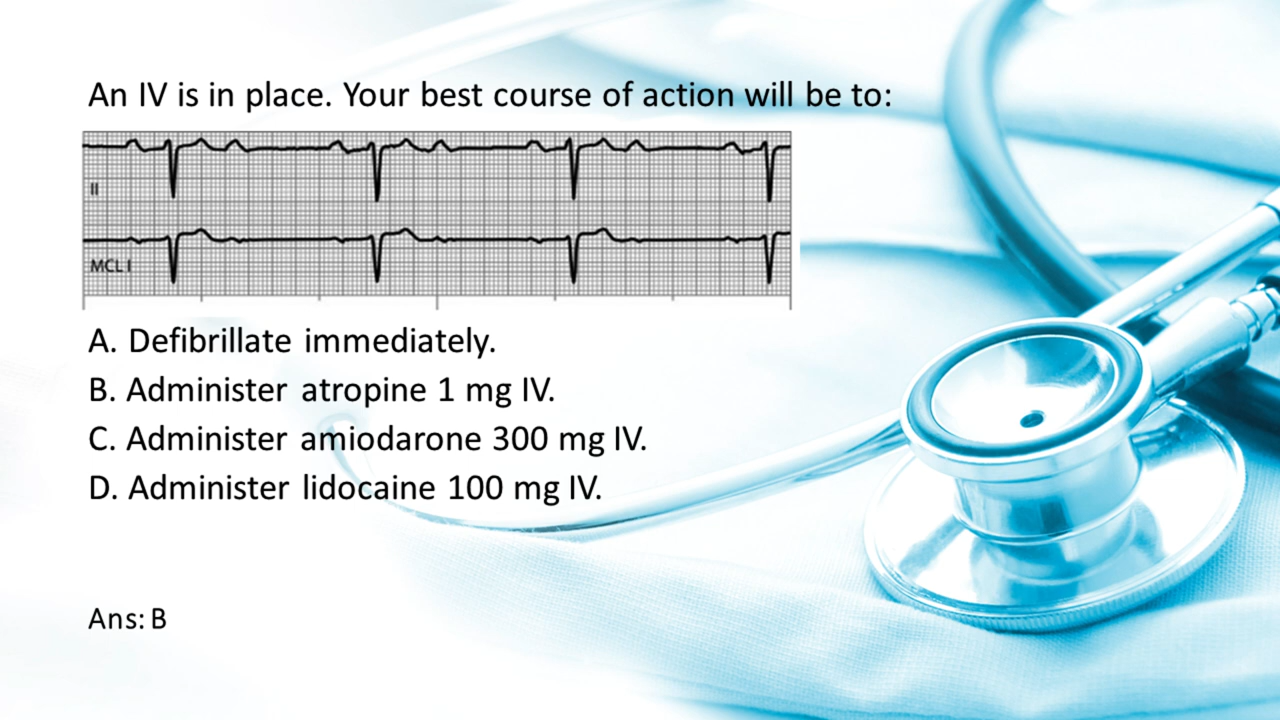 An IV is in place. Your best course of action will be to:
II
MCL I
A. Defibrillate immediately.
B. Administer atropine 1 mg IV.
C. Administer amiodarone 300 mg IV.
D. Administer lidocaine 100 mg IV.
Ans: B